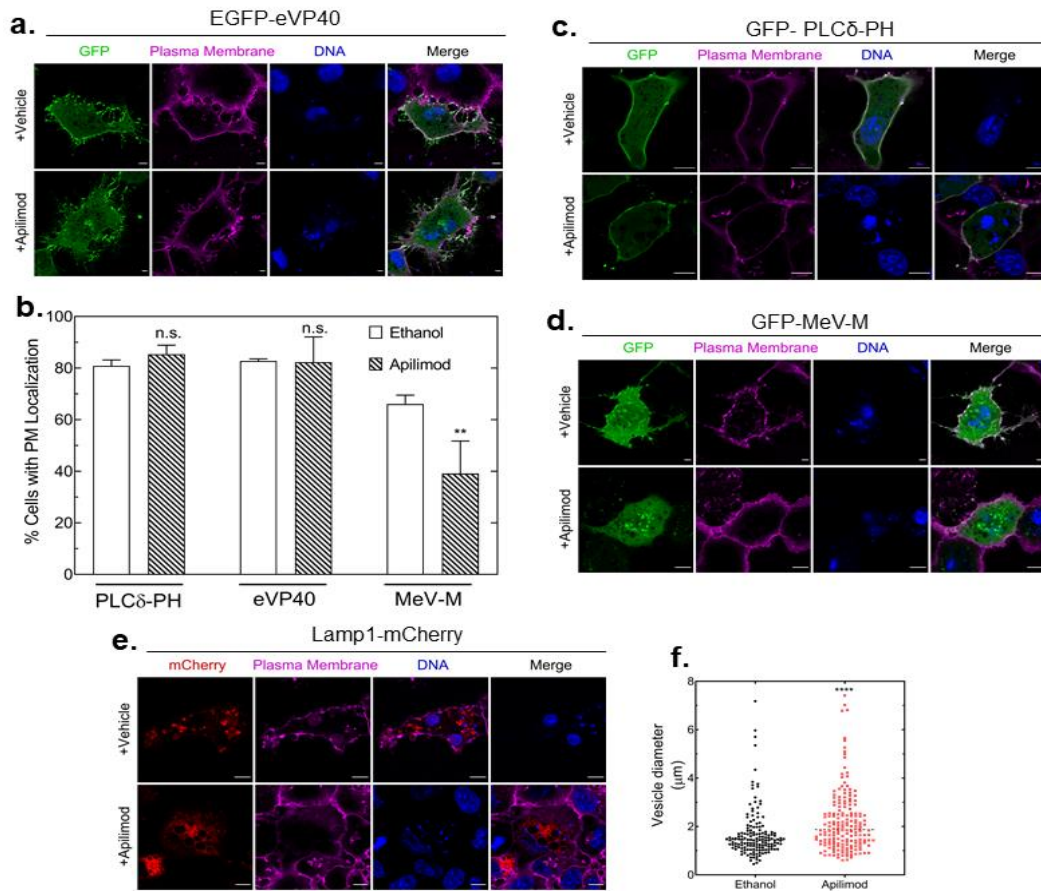 a.
EGFP-eVP40
GFP Plasma Membrane DNA Merge
+Vehicle
+Apilimod
b.
% Cells with PM Localization
100
80
60
40
20
0
n.s.
n.s.
**
Ethanol
Apilimod
PLCδ-PH eVP40 MeV-M
c.
GFP- PLCδ-PH
GFP Plasma Membrane DNA Merge
+Vehicle
+Apilimod
d.
GFP-MeV-M
GFP Plasma Membrane DNA Merge
+Vehicle
+Apilimod
e.
Lamp1-mCherry
mCherry Plasma Membrane DNA Merge
+Vehicle
+Apilimod
f.
Vesicle diameter
(μm)
8
6
4
2
0
****
Ethanol Apilimod